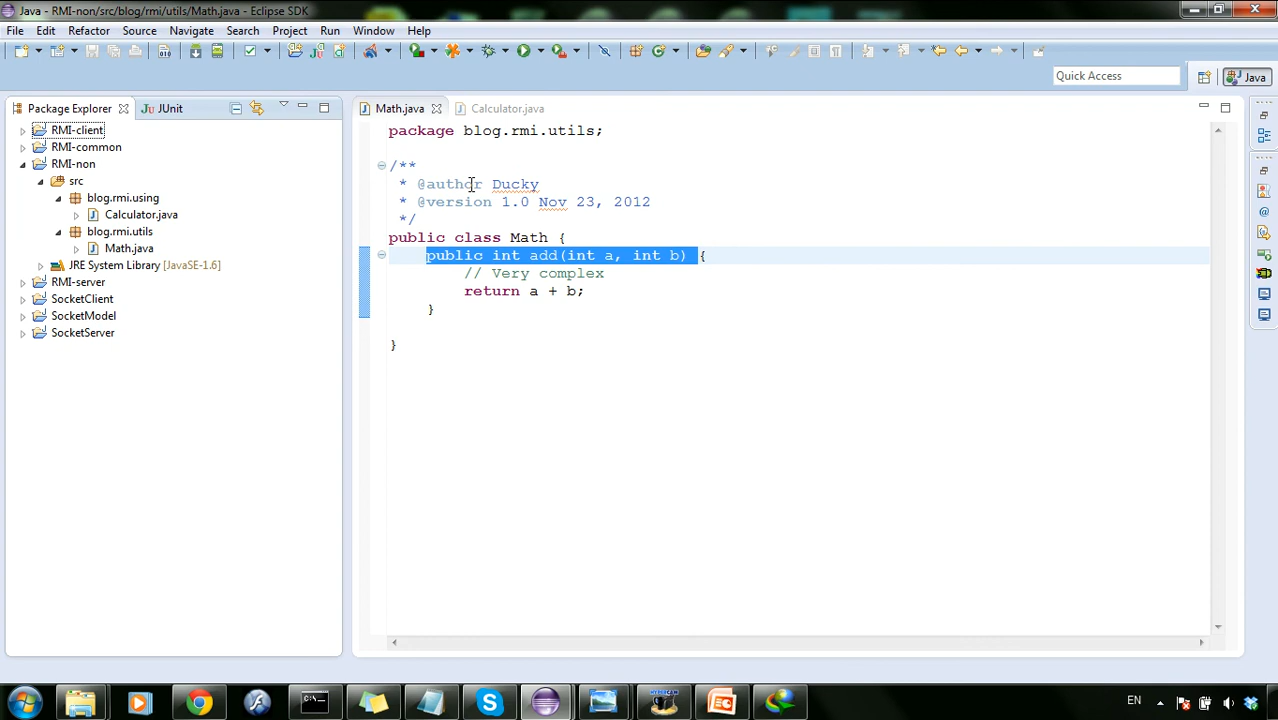 Java - RMI-non/src/blog/rmi/utils/Math.java - Eclipse SDK
File Edit Refactor Source Navigate Search Project Run Window Help
Quick Access
Java
Package Explorer
JUnit
RMI-client
RMI-common
RMI-non
src
blog.rmi.using
Calculator.java
blog.rmi.utils
Math.java
JRE System Library [JavaSE-1.6]
RMI-server
SocketClient
SocketModel
SocketServer
Math.java
Calculator.java
package blog.rmi.utils;
/**
* @author Ducky
* @version 1.0 Nov 23, 2012
*/
public class Math {
public int add(int a, int b) {
// Very complex
return a + b;
}
}
EN